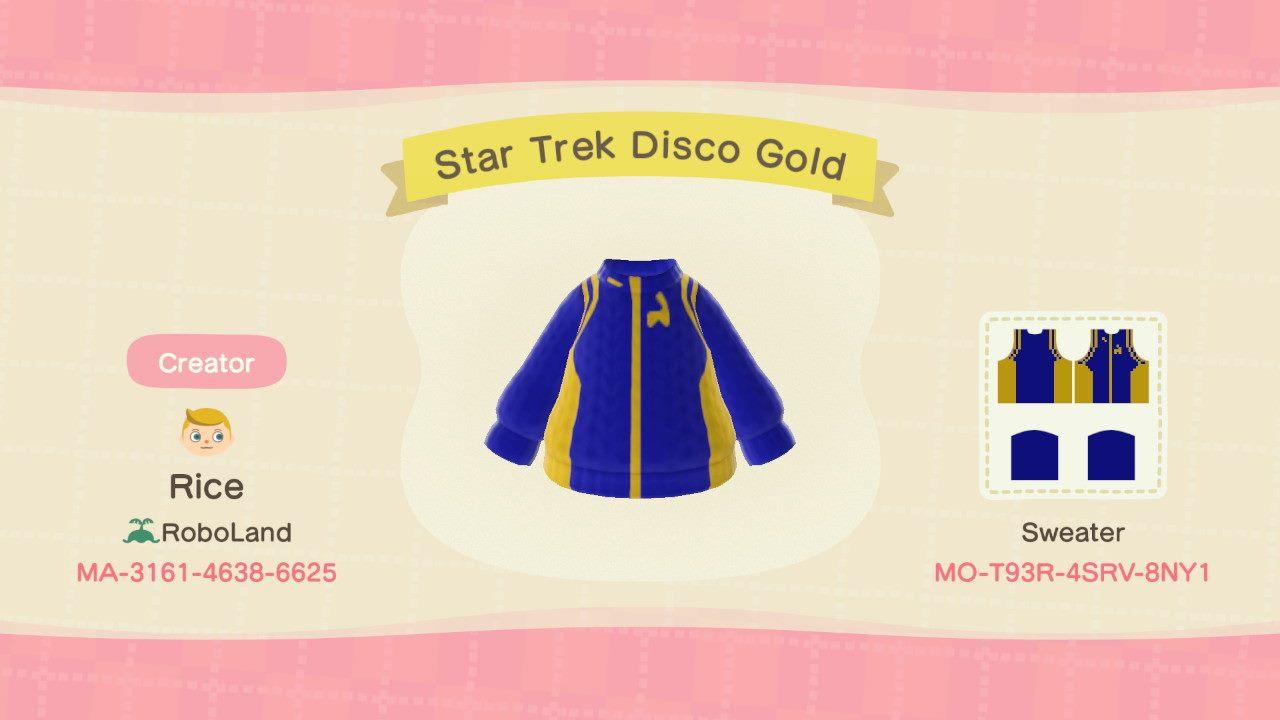 Star Trek Disco Gold
Creator
Rice
RoboLand
MA-3161-4638-6625
Sweater
MO-T93R-4SRV-8NY1